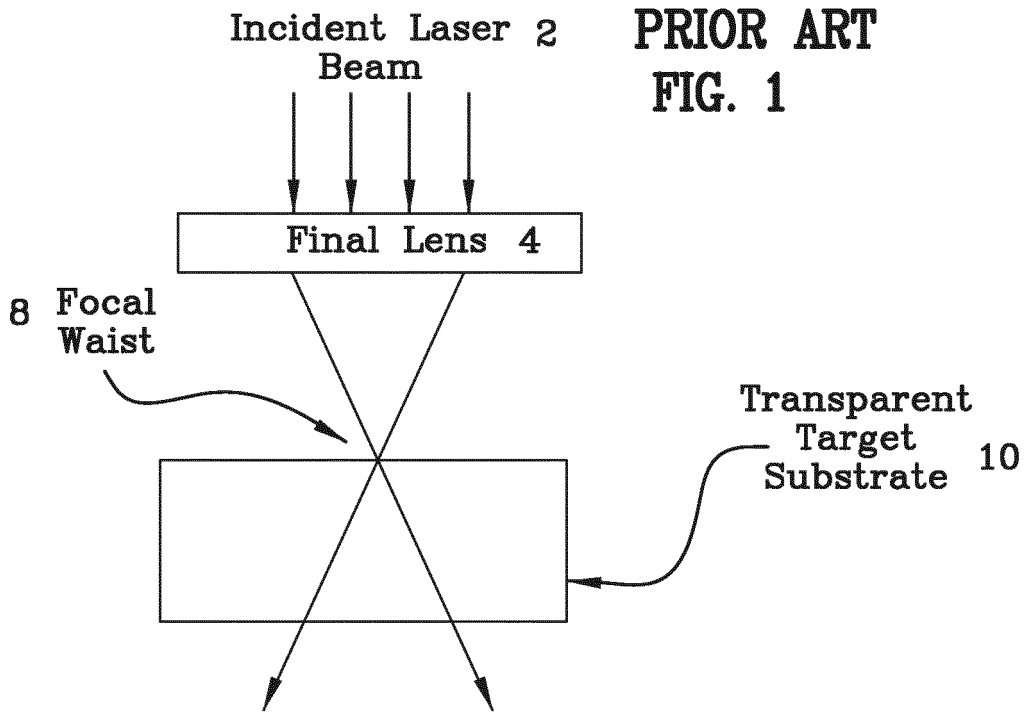 Incident Laser 2
Beam
PRIOR ART
FIG. 1
Final Lens 4
8 Focal
Waist
Transparent
Target
Substrate 10